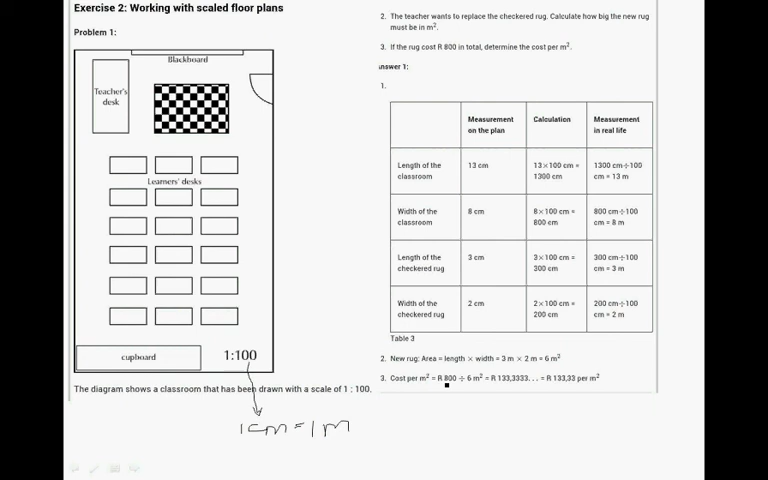 Exercise 2: Working with scaled floor plans
Problem 1:
Blackboard
Teacher's
desk
Learners' desks
cupboard
1:100
The diagram shows a classroom that has been drawn with a scale of 1 : 100.
1cm = 1m
2. The teacher wants to replace the checkered rug. Calculate how big the new rug
must be in m².
3. If the rug cost R 800 in total, determine the cost per m².
Answer 1:
1.
Measurement on the plan Calculation Measurement in real life
Length of the classroom 13 cm 13×100 cm = 1300 cm 1300 cm÷100 cm = 13 m
Width of the classroom 8 cm 8×100 cm = 800 cm 800 cm÷100 cm = 8 m
Length of the checkered rug 3 cm 3×100 cm = 300 cm 300 cm÷100 cm = 3 m
Width of the checkered rug 2 cm 2×100 cm = 200 cm 200 cm÷100 cm = 2 m
Table 3
2. New rug: Area = length × width = 3 m × 2 m = 6 m²
3. Cost per m² = R 800 ÷ 6 m² = R 133,3333. . . = R 133,33 per m²